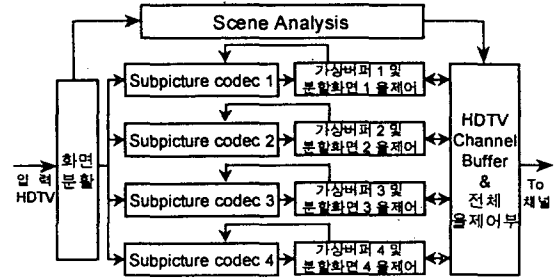 Scene Analysis
입 력
HDTV
화면
분할
Subpicture codec 1
가상버퍼 1 및
분할화면 1 율제어
Subpicture codec 2
가상버퍼 2 및
분할화면 2 율제어
Subpicture codec 3
가상버퍼 3 및
분할화면 3 율제어
Subpicture codec 4
가상버퍼 4 및
분할화면 4 율제어
HDTV
Channel
Buffer
&
전체
율제어부
To
채널